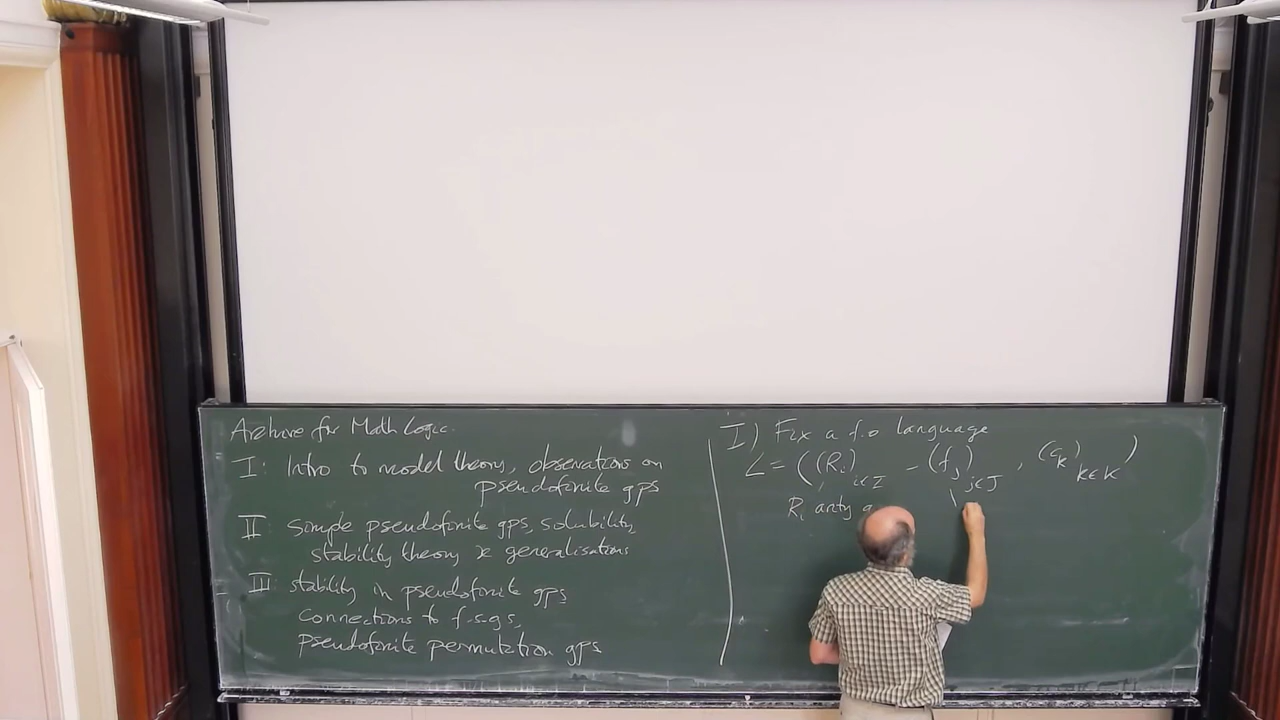 Archive for Math Logic.
I: Intro to model theory, observations on
pseudofinite gps
II simple pseudofinite gps, solubility,
stability theory & generalisations
III stability in pseudofinite gps
connections to f.s.gs,
pseudofinite permutation gps.
I) Fix a f.o language
L = ((R_i)_{i∈I}, (f_j)_{j∈J}, (c_k)_{k∈K})
R_i arity a